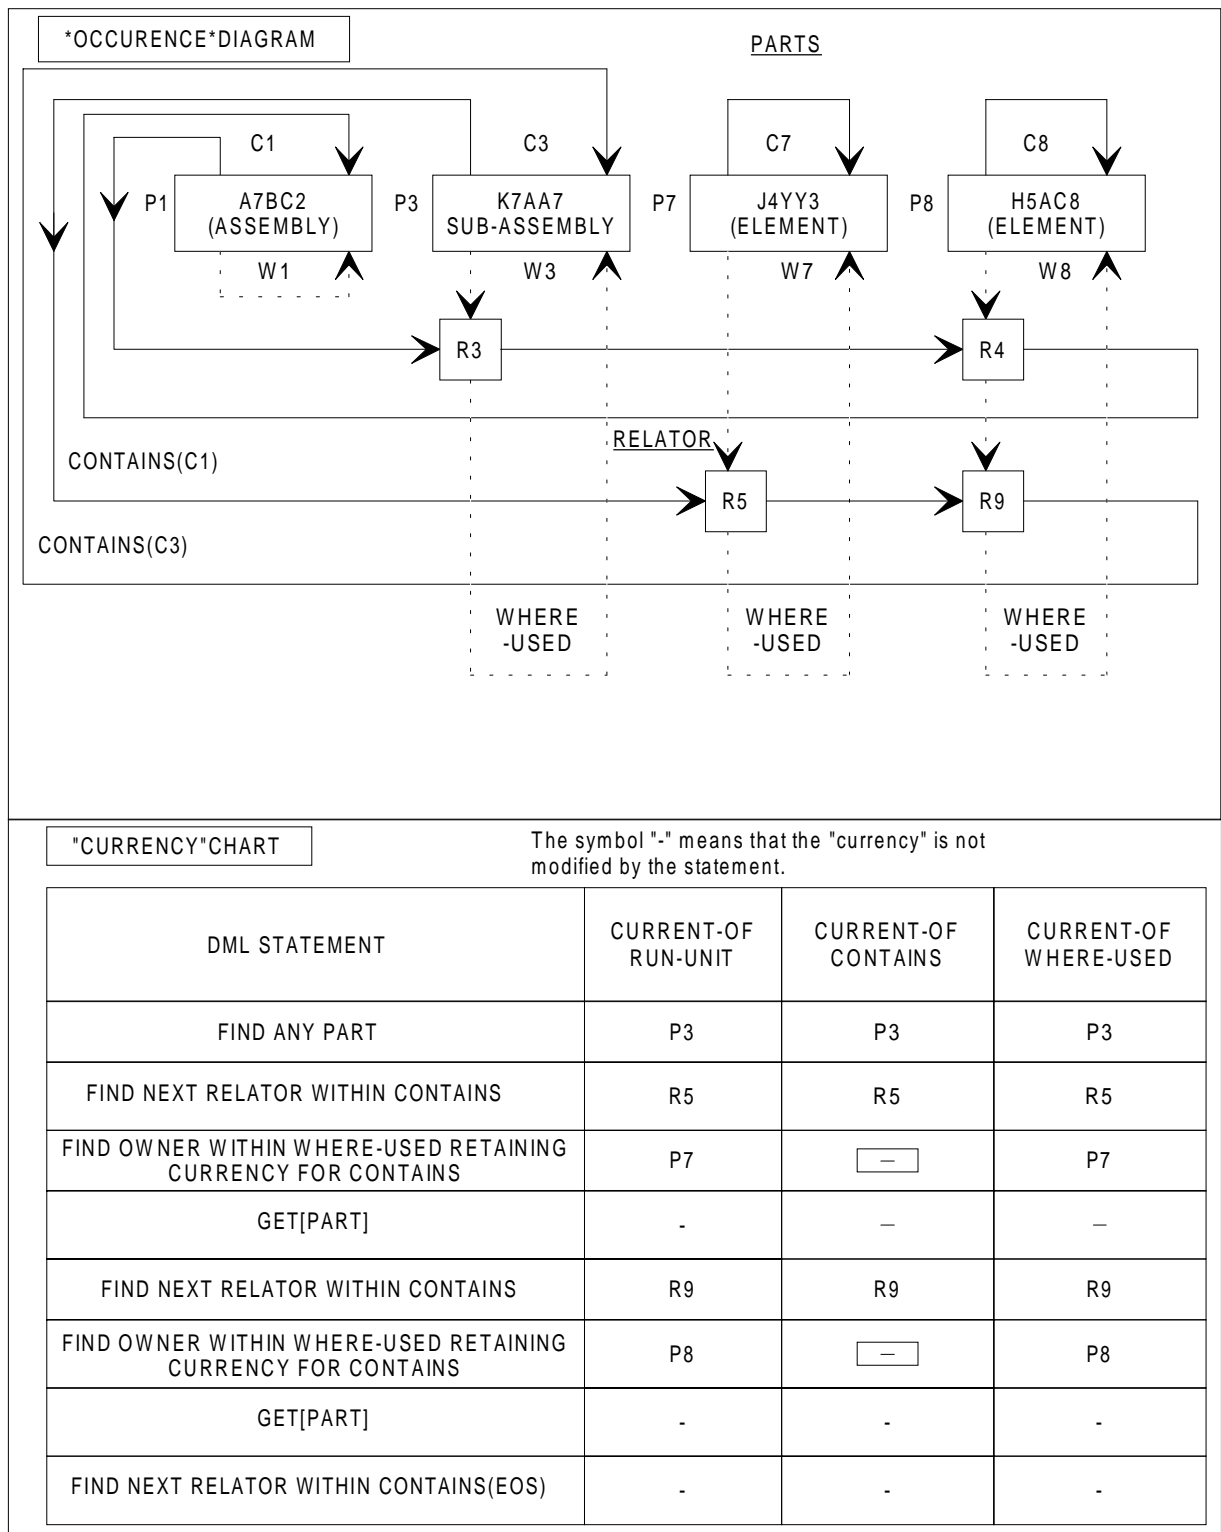 *OCCURENCE*DIAGRAM
PARTS
C1
C3
C7
C8
P1
A7BC2
(ASSEMBLY)
P3
K7AA7
SUB-ASSEMBLY
P7
J4YY3
(ELEMENT)
P8
H5AC8
(ELEMENT)
W1
W3
W7
W8
R3
R4
RELATOR
CONTAINS(C1)
R5
R9
CONTAINS(C3)
WHERE
-USED
WHERE
-USED
WHERE
-USED
"CURRENCY"CHART
The symbol "-" means that the "currency" is not
modified by the statement.
DML STATEMENT
CURRENT-OF
RUN-UNIT
CURRENT-OF
CONTAINS
CURRENT-OF
WHERE-USED
FIND ANY PART
P3
P3
P3
FIND NEXT RELATOR WITHIN CONTAINS
R5
R5
R5
FIND OWNER WITHIN WHERE-USED RETAINING
CURRENCY FOR CONTAINS
P7
–
P7
GET[PART]
-
–
–
FIND NEXT RELATOR WITHIN CONTAINS
R9
R9
R9
FIND OWNER WITHIN WHERE-USED RETAINING
CURRENCY FOR CONTAINS
P8
–
P8
GET[PART]
-
-
-
FIND NEXT RELATOR WITHIN CONTAINS(EOS)
-
-
-